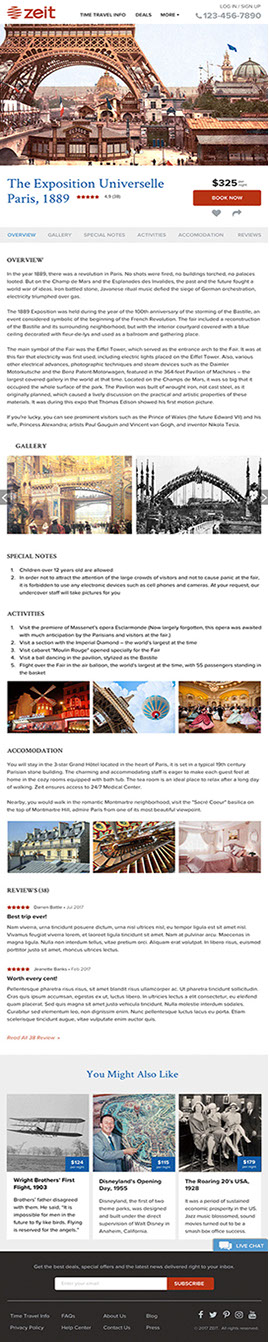 zeit
TIME TRAVEL INFO DEALS MORE
LOG IN / SIGN UP
123-456-7890
The Exposition Universelle
Paris, 1889
4.9 (38)
$325 per night
BOOK NOW
OVERVIEW GALLERY SPECIAL NOTES ACTIVITIES ACCOMODATION REVIEWS
OVERVIEW
In the year 1889, there was a revolution in Paris. No shots were fired, no buildings torched, no palaces
looted. But on the Champ de Mars and the Esplanades des Invalides, the past and the future fought a
world war of ideas. Iron battled stone, Javanese ritual music defied the siege of German orchestration,
electricity triumphed over gas.
The 1889 Exposition was held during the year of the 100th anniversary of the storming of the Bastille, an
event considered symbolic of the beginning of the French Revolution. The fair included a reconstruction
of the Bastille and its surrounding neighborhood, but with the interior courtyard covered with a blue
ceiling decorated with fleur-de-lys and used as a ballroom and gathering place.
The main symbol of the Fair was the Eiffel Tower, which served as the entrance arch to the Fair. It was at
this fair that electricity was first used, including electric lights placed on the Eiffel Tower. Also, various
other electrical advances, photographic techniques and steam devices such as the Daimler
Motorkutsche and the Benz Patent Motorwagen, featured in the 364 feet Pavilion of Machines – the
largest covered gallery in the world at that time. Located on the Champs de Mars, it was so big that it
occupied the whole surface of the park. The Pavilion was built of wrought iron, not cast steel, as it
originally planned, which caused a lively discussion on the practical and artistic properties of these
materials. It was during this expo that Thomas Edison showed his first motion picture.
If you're lucky, you can see prominent visitors such as the Prince of Wales (the future Edward VII) and his
wife, Princess Alexandra, artists Paul Gauguin and Vincent van Gogh, and inventor Nikola Tesla.
GALLERY
SPECIAL NOTES
1. Children over 12 years old are allowed
2. In order not to attract the attention of the large crowds of visitors and not to cause panic at the fair,
it is forbidden to use any electronic devices such as cell phones and cameras. At your request, our
undercover staff will take pictures for you
ACTIVITIES
1. Visit the premiere of Massenet's opera Esclarmonde (Now largely forgotten, this opera was awaited
with much anticipation by the Parisians and visitors at the fair.)
2. Visit a section with the Imperial Diamond – the world's largest at the time
3. Visit cabaret "Moulin Rouge" opened specially for the Fair
4. Visit a ball dancing in the pavilion, stylized as the Bastille
5. Flight over the Fair in the air balloon, the world's largest at the time, with 55 passengers standing in
the basket
ACCOMODATION
You will stay in the 3-star Grand Hôtel located in the heart of Paris, it is set in a typical 19th century
Parisian stone building. The charming and accommodating staff is eager to make each guest feel at
home in the cozy rooms equipped with bath tub. The tea room is an ideal place to relax after a long day
of walking. Zeit ensures access to 24/7 Medical Center.
Nearby, you would walk in the romantic Montmartre neighborhood; visit the "Sacré Coeur" basilica on
the top of Montmartre Hill, admire Paris from one of its most beautiful viewpoint.
REVIEWS (38)
Darren Battle • Jul 2017
Best trip ever!
Nam viverra, urna tincidunt posuere dictum, urna nisl ultrices nisl, eu tempor ligula est sit amet nisl.
Vivamus feugiat viverra lorem, at laoreet ligula tincidunt sit amet. Nam at pulvinar arcu. Maecenas in
magna ligula. Nulla non interdum tellus, vitae pretium orci. Aliquam erat volutpat. In libero risus, euismod
porttitor justo sit amet, rhoncus ultrices lectus.
Jeanette Banks • Feb 2017
Worth every cent!
Pellentesque pharetra risus risus, sit amet blandit risus ullamcorper ac. Ut pharetra tincidunt sollicitudin.
Cras quis ipsum accumsan, egestas ex ut, luctus libero. In ultrices a elit consectetur, eu eleifend
quam placerat. Sed quis magna sit amet justo vehicula tincidunt. Nulla molestie interdum sodales.
Curabitur sed elementum leo, non dignissim enim. Nunc pellentesque luctus lacus eu porta. Etiam
scelerisque tincidunt augue, vitae vulputate enim auctor quis.
Read All 38 Review
You Might Also Like
$124 per night
$115 per night
$179 per night
Wright Brothers' First
Flight, 1903
Brothers' father disagreed
with them. He said, "It is
impossible for men in the
future to fly like birds. Flying
is reserved for the angels."
Disneyland's Opening
Day, 1955
Disneyland, the first of two
theme parks, was designed
and built under the direct
supervision of Walt Disney in
Anaheim, California.
The Roaring 20's USA,
1928
It was a period of sustained
economic prosperity in the US.
Jazz music blossomed, sound
movies turned out to be a
smash box office success.
LIVE CHAT
Get the best deals, special offers and the latest news delivered right to your inbox
Enter your email
SUBSCRIBE
Time Travel Info FAQs About Us Blog
Privacy Policy Help Center Contact Us Press
© 2017 ZEIT. All rights reserved.